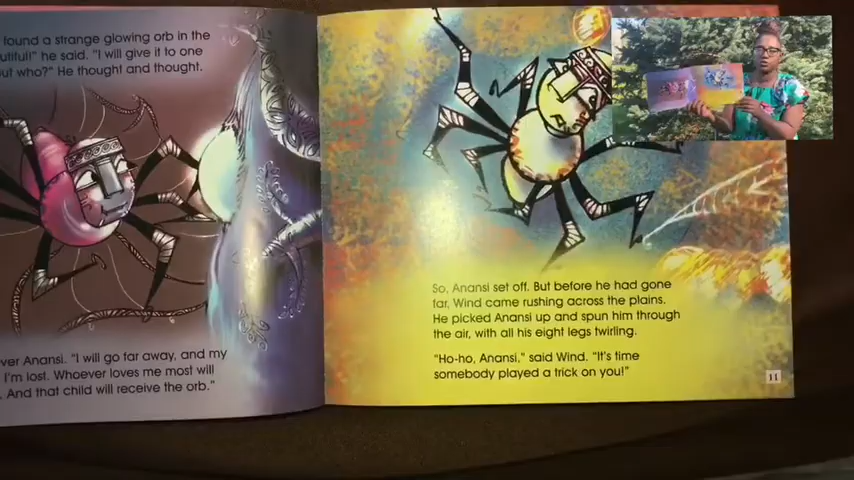 found a strange glowing orb in the
he said. "I will give it to one
who?" He thought and thought.
Anansi. "I will go far away, and my
I'm lost. Whoever loves me most will
And that child will receive the orb."
So, Anansi set off. But before he had gone
far, Wind came rushing across the plains.
He picked Anansi up and spun him through
the air, with all his eight legs twirling.
"Ho-ho, Anansi," said Wind. "It's time
somebody played a trick on you!"
11